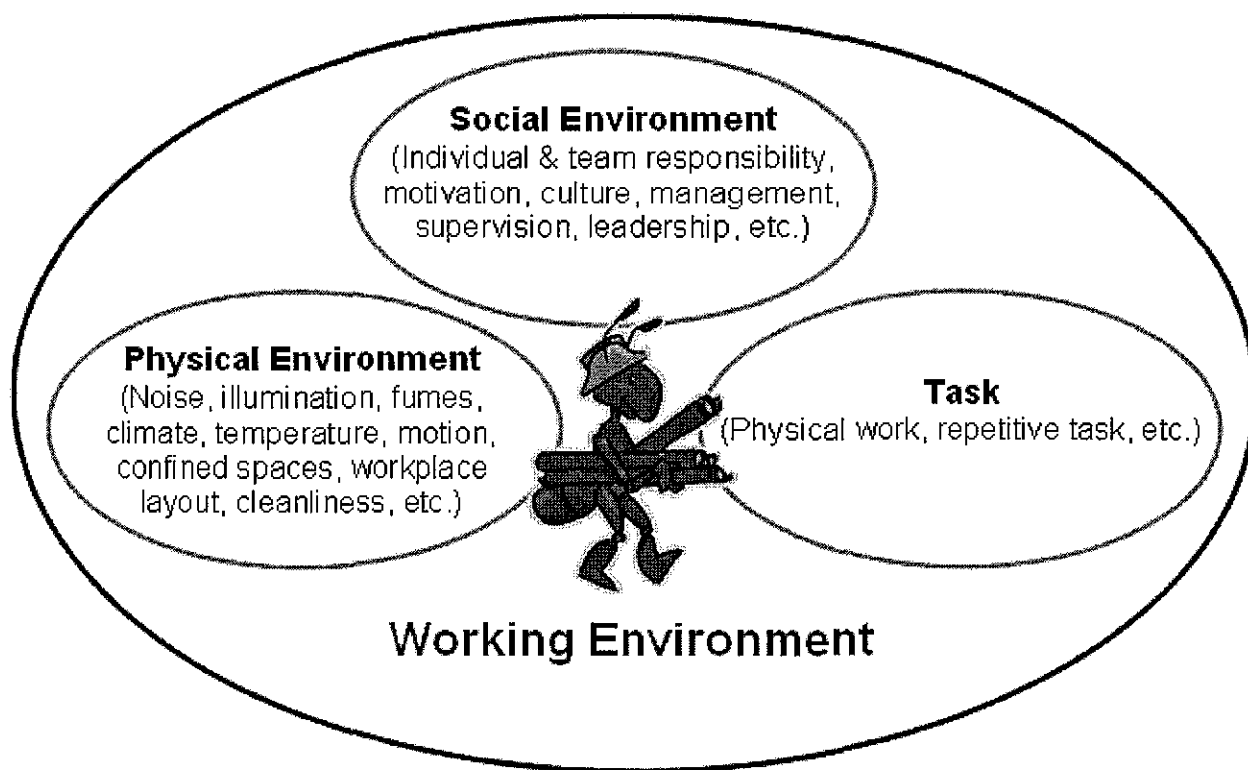 Social Environment
(Individual & team responsibility,
motivation, culture, management,
supervision, leadership, etc.)
Physical Environment
(Noise, illumination, fumes,
climate, temperature, motion,
confined spaces, workplace
layout, cleanliness, etc.)
Task
(Physical work, repetitive task, etc.)
Working Environment